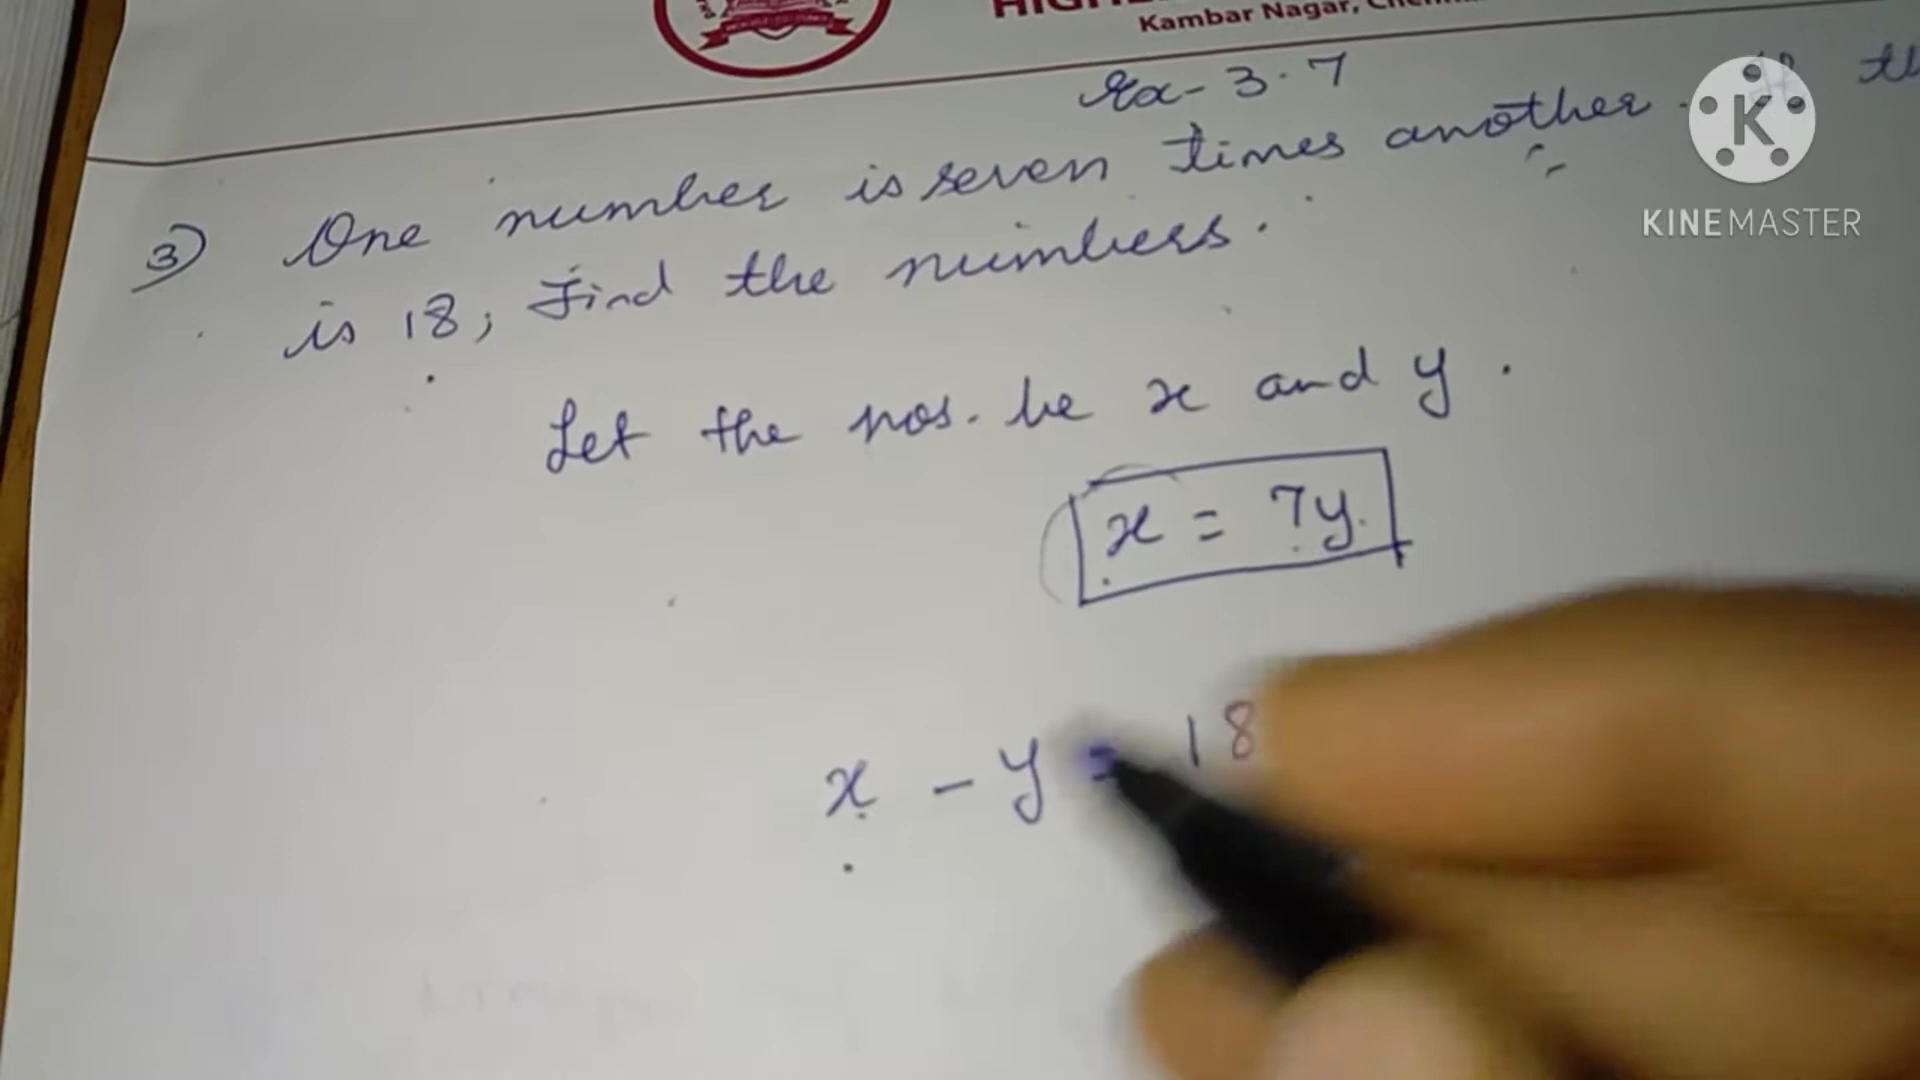 Kambar Nagar,
Ex-3.7
3) One number is seven times another. If
is 18, Find the numbers.
Let the nos. be x and y.
x = 7y.
x - y = 18
K
KINEMASTER